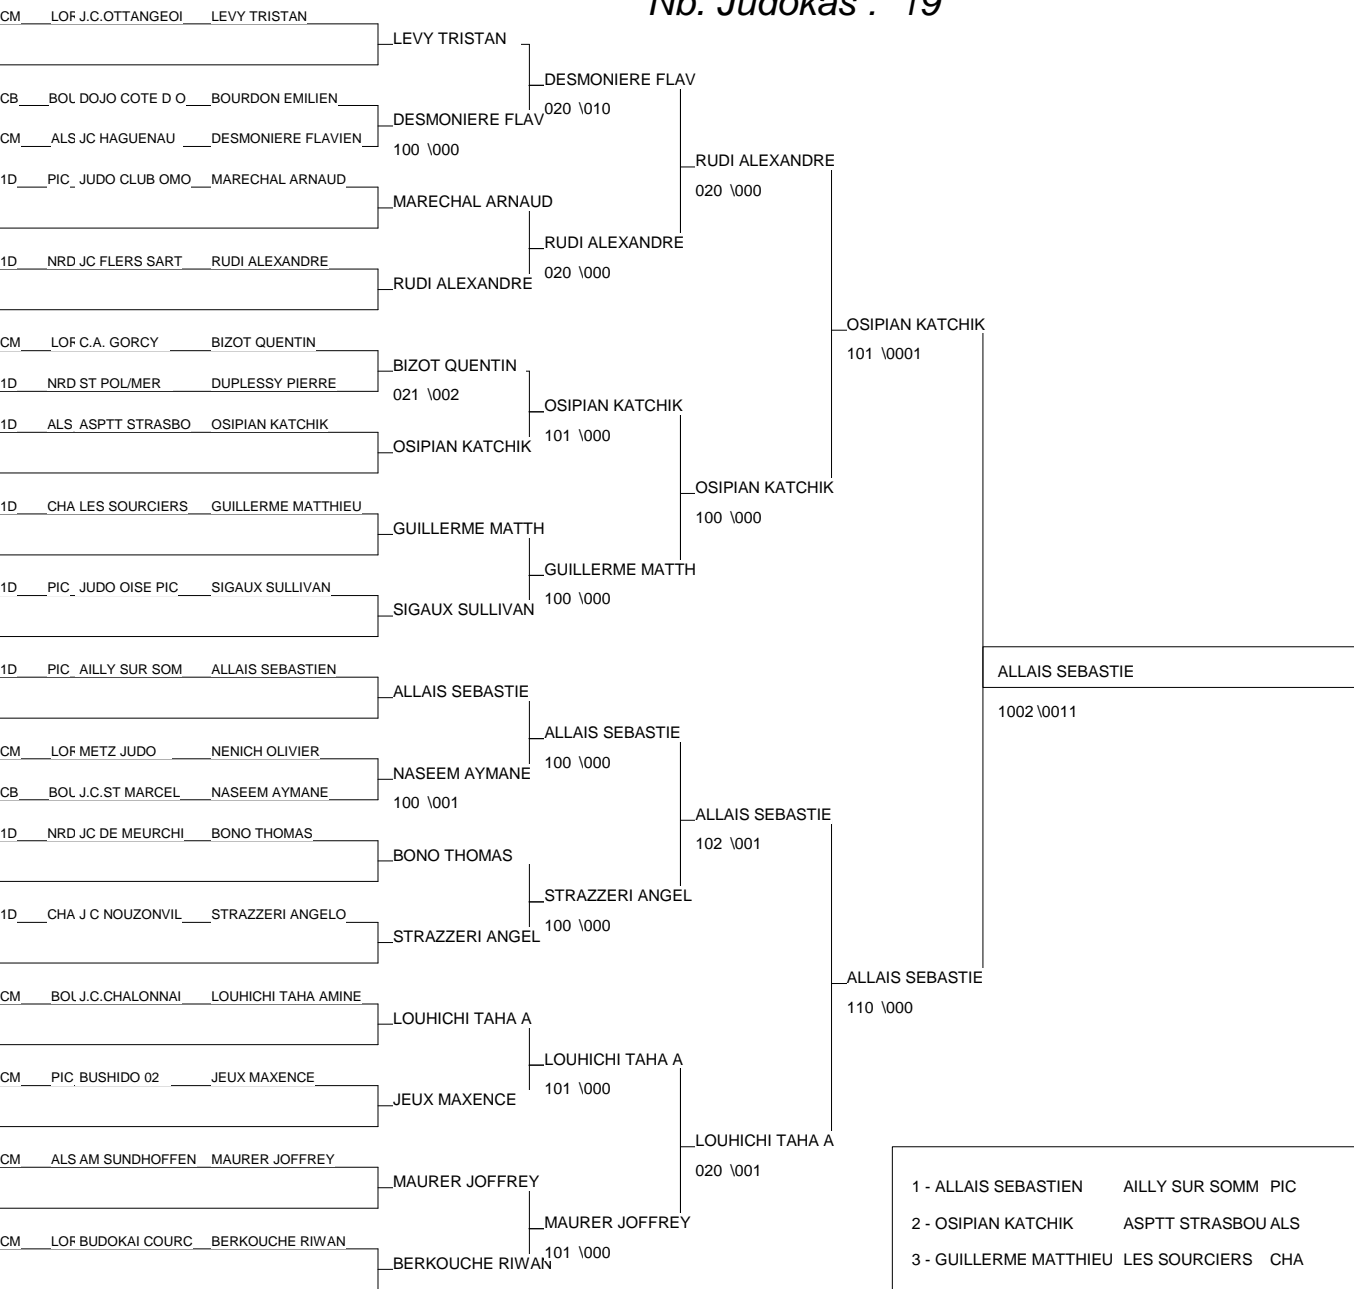 Nb. Judokas : 19
CM LOR J.C.OTTANGEOI LEVY TRISTAN
LEVY TRISTAN
DESMONIERE FLAV
020 \010
CB BOU DOJO COTE D O BOURDON EMILIEN
DESMONIERE FLAV
100 \000
CM ALS JC HAGUENAU DESMONIERE FLAVIEN
RUDI ALEXANDRE
020 \000
1D PIC JUDO CLUB OMO MARECHAL ARNAUD
MARECHAL ARNAUD
RUDI ALEXANDRE
020 \000
1D NRD JC FLERS SART RUDI ALEXANDRE
RUDI ALEXANDRE
OSIPIAN KATCHIK
101 \0001
CM LOR C.A. GORCY BIZOT QUENTIN
BIZOT QUENTIN
021 \002
1D NRD ST POL/MER DUPLESSY PIERRE
OSIPIAN KATCHIK
101 \000
1D ALS ASPTT STRASBO OSIPIAN KATCHIK
OSIPIAN KATCHIK
OSIPIAN KATCHIK
100 \000
1D CHA LES SOURCIERS GUILLERME MATTHIEU
GUILLERME MATTH
GUILLERME MATTH
100 \000
1D PIC JUDO OISE PIC SIGAUX SULLIVAN
SIGAUX SULLIVAN
ALLAIS SEBASTIE
1002 \0011
1D PIC AILLY SUR SOM ALLAIS SEBASTIEN
ALLAIS SEBASTIE
ALLAIS SEBASTIE
100 \000
CM LOR METZ JUDO NENICH OLIVIER
NASEEM AYMANE
100 \001
CB BOU J.C.ST MARCEL NASEEM AYMANE
ALLAIS SEBASTIE
102 \001
1D NRD JC DE MEURCHI BONO THOMAS
BONO THOMAS
STRAZZERI ANGEL
100 \000
1D CHA J C NOUZONVIL STRAZZERI ANGELO
STRAZZERI ANGEL
ALLAIS SEBASTIE
110 \000
CM BOU J.C.CHALONNAI LOUHICHI TAHA AMINE
LOUHICHI TAHA A
LOUHICHI TAHA A
101 \000
CM PIC BUSHIDO 02 JEUX MAXENCE
JEUX MAXENCE
LOUHICHI TAHA A
020 \001
CM ALS AM SUNDHOFFEN MAURER JOFFREY
MAURER JOFFREY
MAURER JOFFREY
101 \000
CM LOR BUDOKAI COURC BERKOUCHE RIWAN
BERKOUCHE RIWAN
1 - ALLAIS SEBASTIEN AILLY SUR SOMM PIC
2 - OSIPIAN KATCHIK ASPTT STRASBOU ALS
3 - GUILLERME MATTHIEU LES SOURCIERS CHA